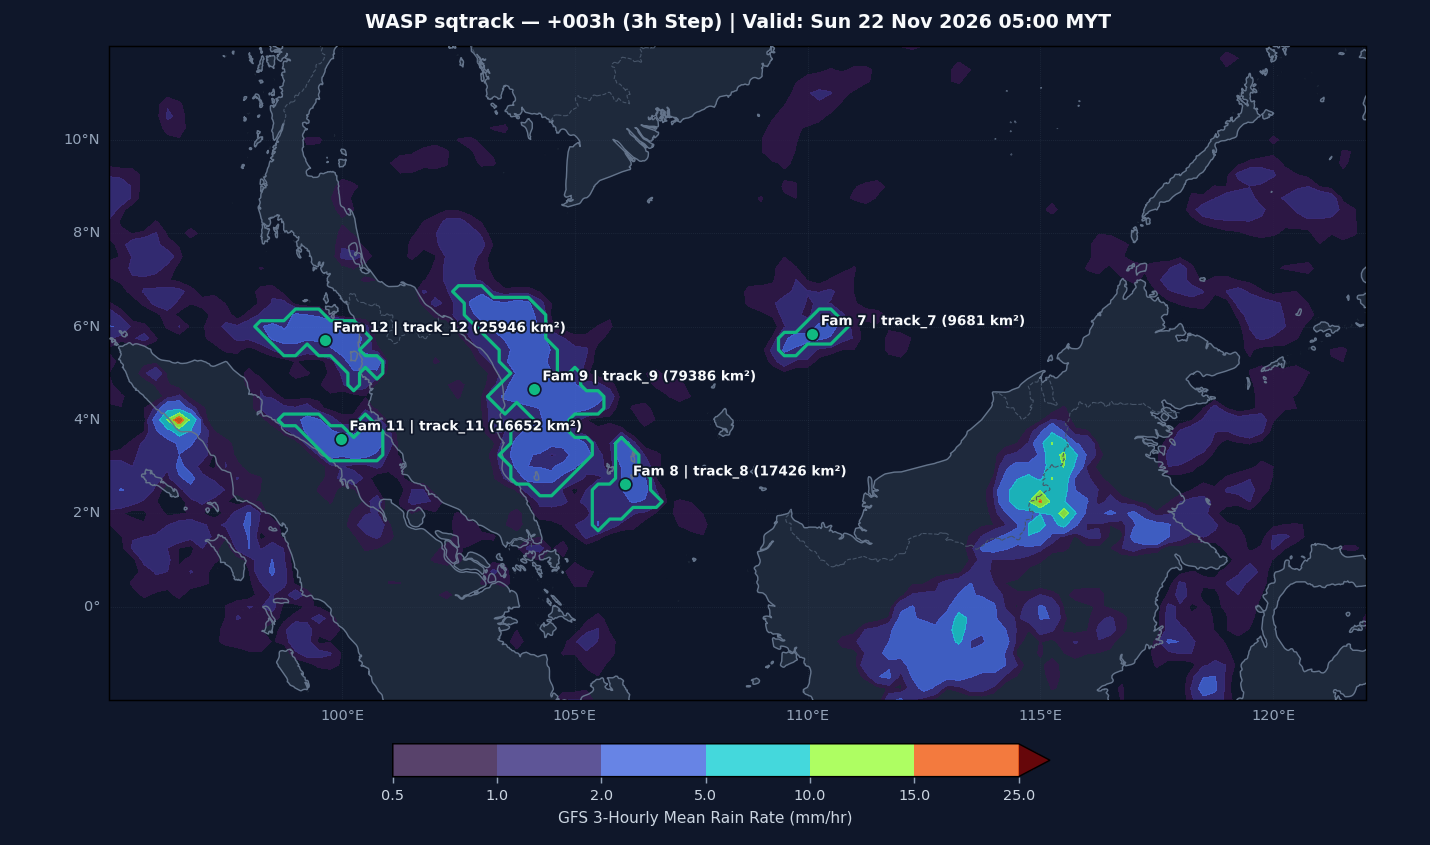 WASP sqtrack — +003h (3h Step) | Valid: Sun 22 Nov 2026 05:00 MYT
10°N
8°N
6°N
4°N
2°N
0°
Fam 7 | track_7 (9681 km²)
Fam 12 | track_12 (25946 km²)
Fam 9 | track_9 (79386 km²)
Fam 11 | track_11 (16652 km²)
Fam 8 | track_8 (17426 km²)
100°E 105°E 110°E 115°E 120°E
0.5 1.0 2.0 5.0 10.0 15.0 25.0
GFS 3-Hourly Mean Rain Rate (mm/hr)